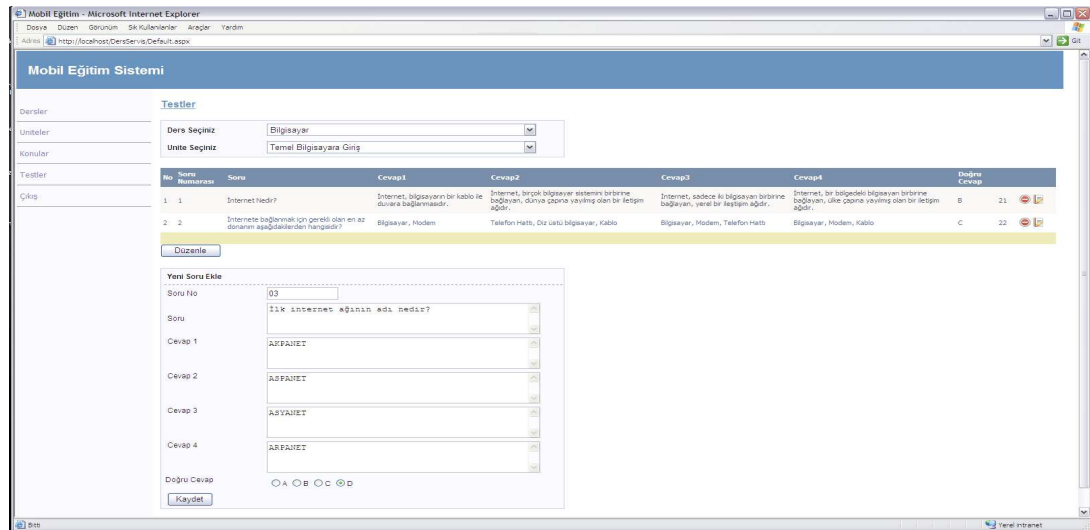 Mobil Eğitim - Microsoft Internet Explorer
Dosya Düzen Görünüm Sık Kullanılanlar Araçlar Yardım
Adres http://localhost/DersServis/Default.aspx Git
Mobil Eğitim Sistemi
Dersler
Uniteler
Konular
Testler
Çıkış
Testler
Ders Seçiniz Bilgisayar
Unite Seçiniz Temel Bilgisayara Giriş
No Soru Numarası Soru Cevap1 Cevap2 Cevap3 Cevap4 Doğru Cevap
1 1 İnternet Nedir? İnternet, bilgisayarın bir kablo ile duvara bağlanmasıdır. İnternet, birçok bilgisayar sistemini birbirine bağlayan, dünya çapına yayılmış olan bir iletişim ağıdır. İnternet, sadece iki bilgisayarı birbirine bağlayan, yerel bir iletişim ağıdır. İnternet, bir bölgedeki bilgisayarı birbirine bağlayan, ülke çapına yayılmış olan bir iletişim ağıdır. B 21
2 2 İnternete bağlanmak için gerekli olan en az donanım aşağıdakilerden hangisidir? Bilgisayar, Modem Telefon Hattı, Diz üstü bilgisayar, Kablo Bilgisayar, Modem, Telefon Hattı Bilgisayar, Modem, Kablo C 22
Düzenle
Yeni Soru Ekle
Soru No 03
Soru İlk internet ağının adı nedir?
Cevap 1 AKPANET
Cevap 2 ASPANET
Cevap 3 ASYANET
Cevap 4 ARPANET
Doğru Cevap A B C D
Kaydet
Bitti Yerel intranet